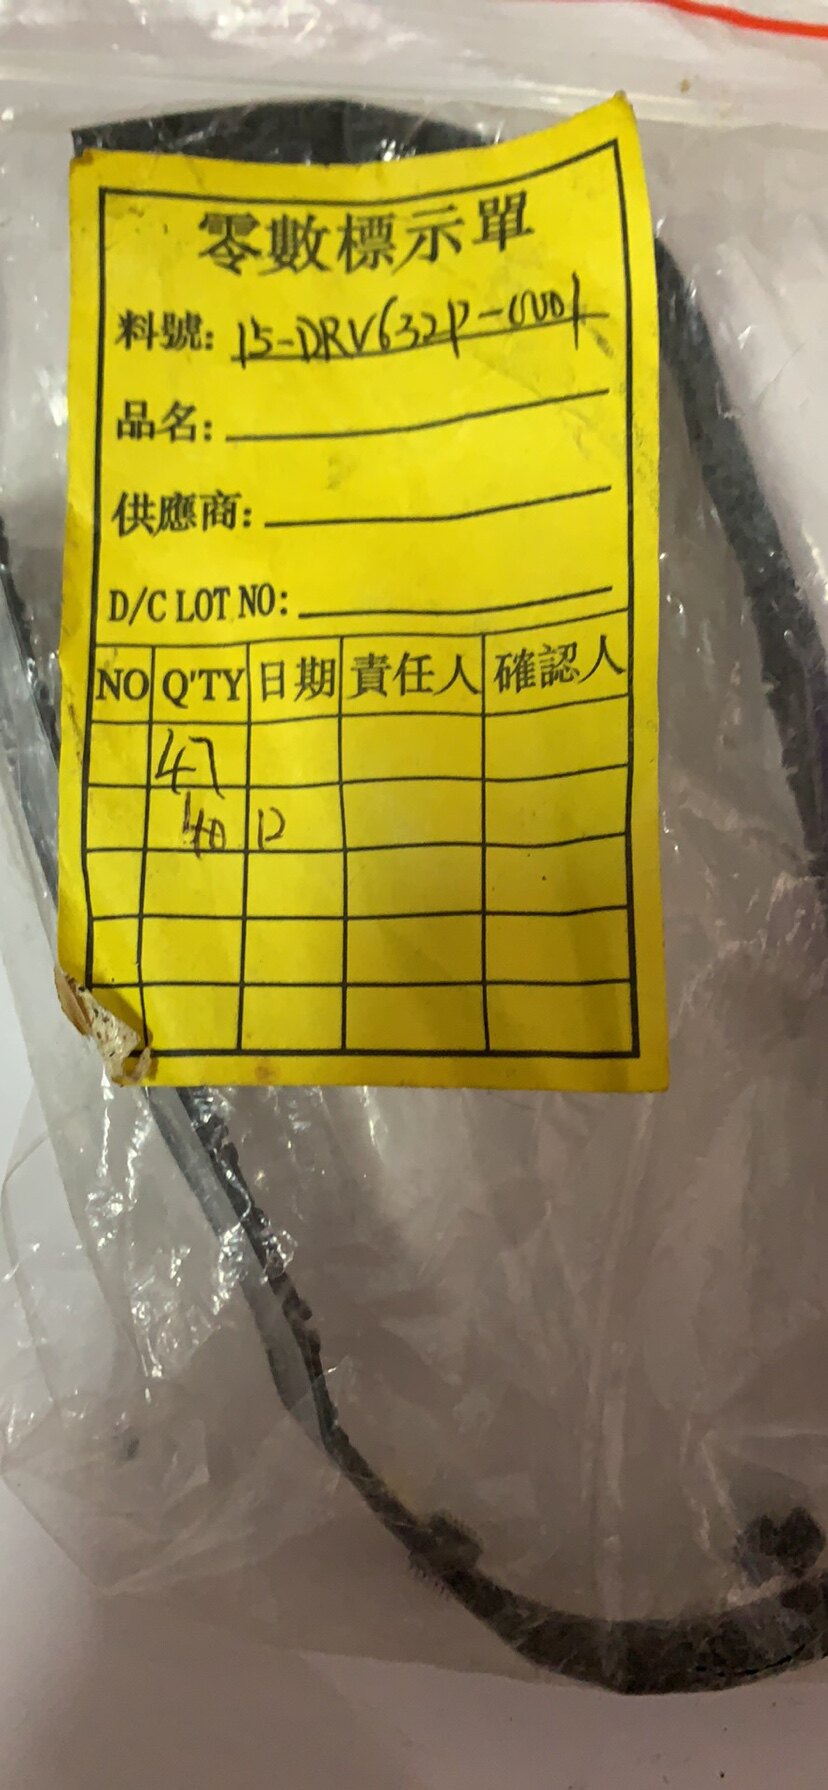 零數標示單
料號: 15-DRV632P-0001
品名:
供應商:
D/C LOT NO:
NO Q'TY 日期 責任人 確認人
47
40 12